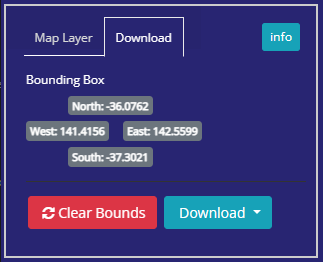 Map Layer Download info
Bounding Box
North: -36.0762
West: 141.4156 East: 142.5599
South: -37.3021
Clear Bounds Download